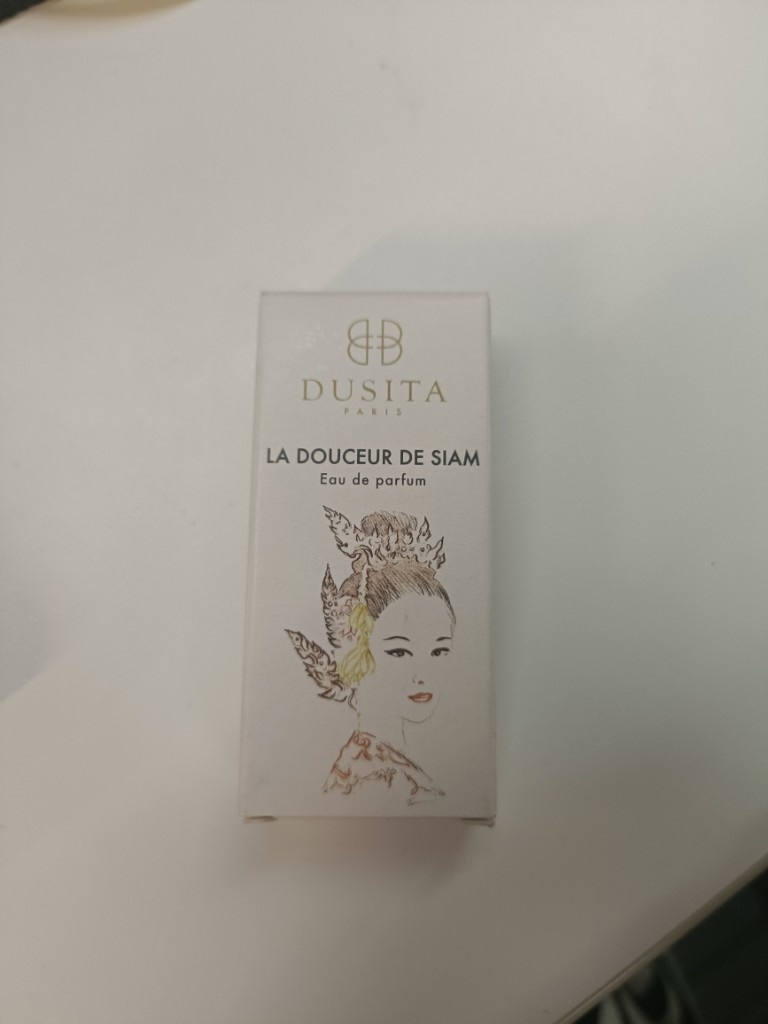 DUSITA
PARIS
LA DOUCEUR DE SIAM
Eau de parfum